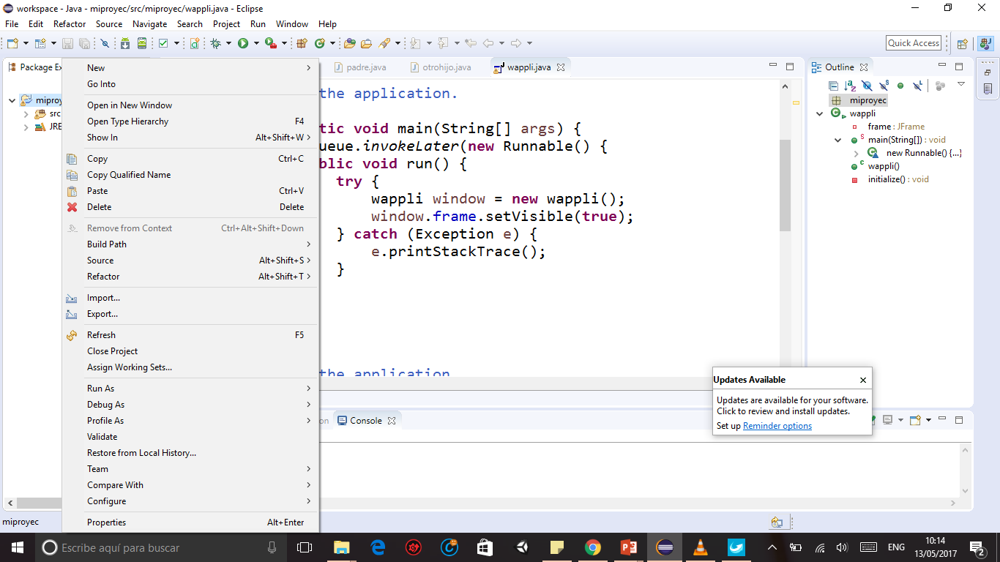 workspace - Java - miproyec/src/miproyec/wappli.java - Eclipse
File Edit Refactor Source Navigate Search Project Run Window Help
Quick Access
Package Ex
miproy
src
JRE
New
Go Into
Open in New Window
Open Type Hierarchy F4
Show In Alt+Shift+W
Copy Ctrl+C
Copy Qualified Name
Paste Ctrl+V
Delete Delete
Remove from Context Ctrl+Alt+Shift+Down
Build Path
Source Alt+Shift+S
Refactor Alt+Shift+T
Import...
Export...
Refresh F5
Close Project
Assign Working Sets...
Run As
Debug As
Profile As
Validate
Restore from Local History...
Team
Compare With
Configure
Properties Alt+Enter
padre.java otrohijo.java wappli.java
the application.
tic void main(String[] args) {
ueue.invokeLater(new Runnable() {
blic void run() {
try {
wappli window = new wappli();
window.frame.setVisible(true);
} catch (Exception e) {
e.printStackTrace();
}
the application
on Console
Outline
miproyec
wappli
frame : JFrame
main(String[]) : void
new Runnable() {...}
wappli()
initialize() : void
Updates Available
Updates are available for your software.
Click to review and install updates.
Set up Reminder options
miproyec
Escribe aquí para buscar
ENG
10:14
13/05/2017
2